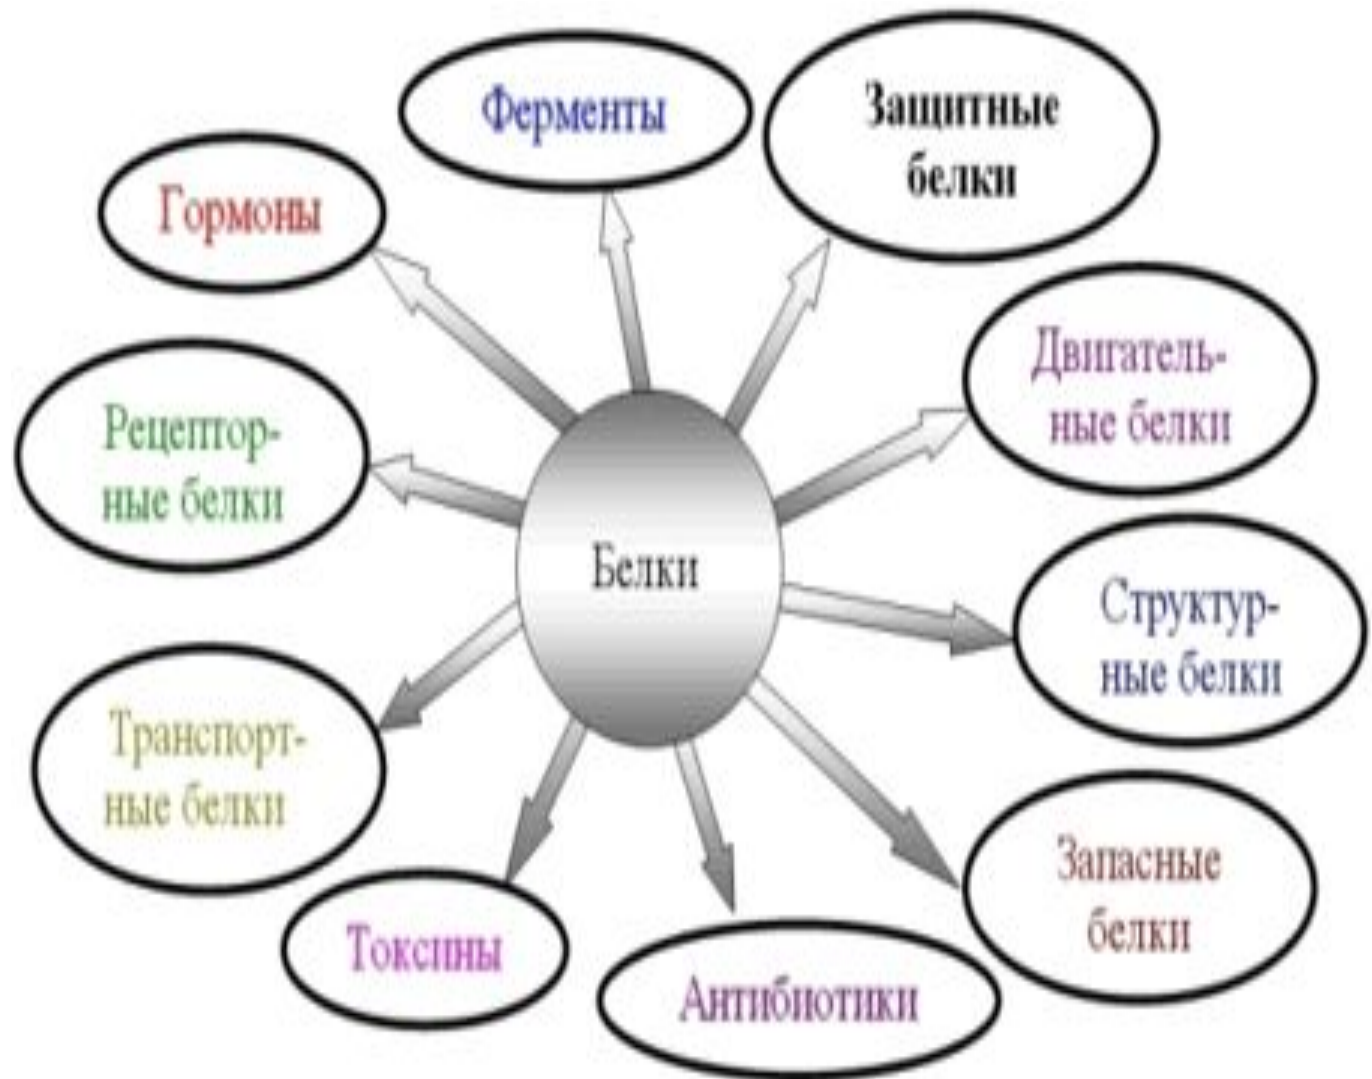 Ферменты
Защитные
белки
Гормоны
Двигатель-
ные белки
Рецептор-
ные белки
Белки
Структур-
ные белки
Транспорт-
ные белки
Запасные
белки
Токсины
Антибиотики